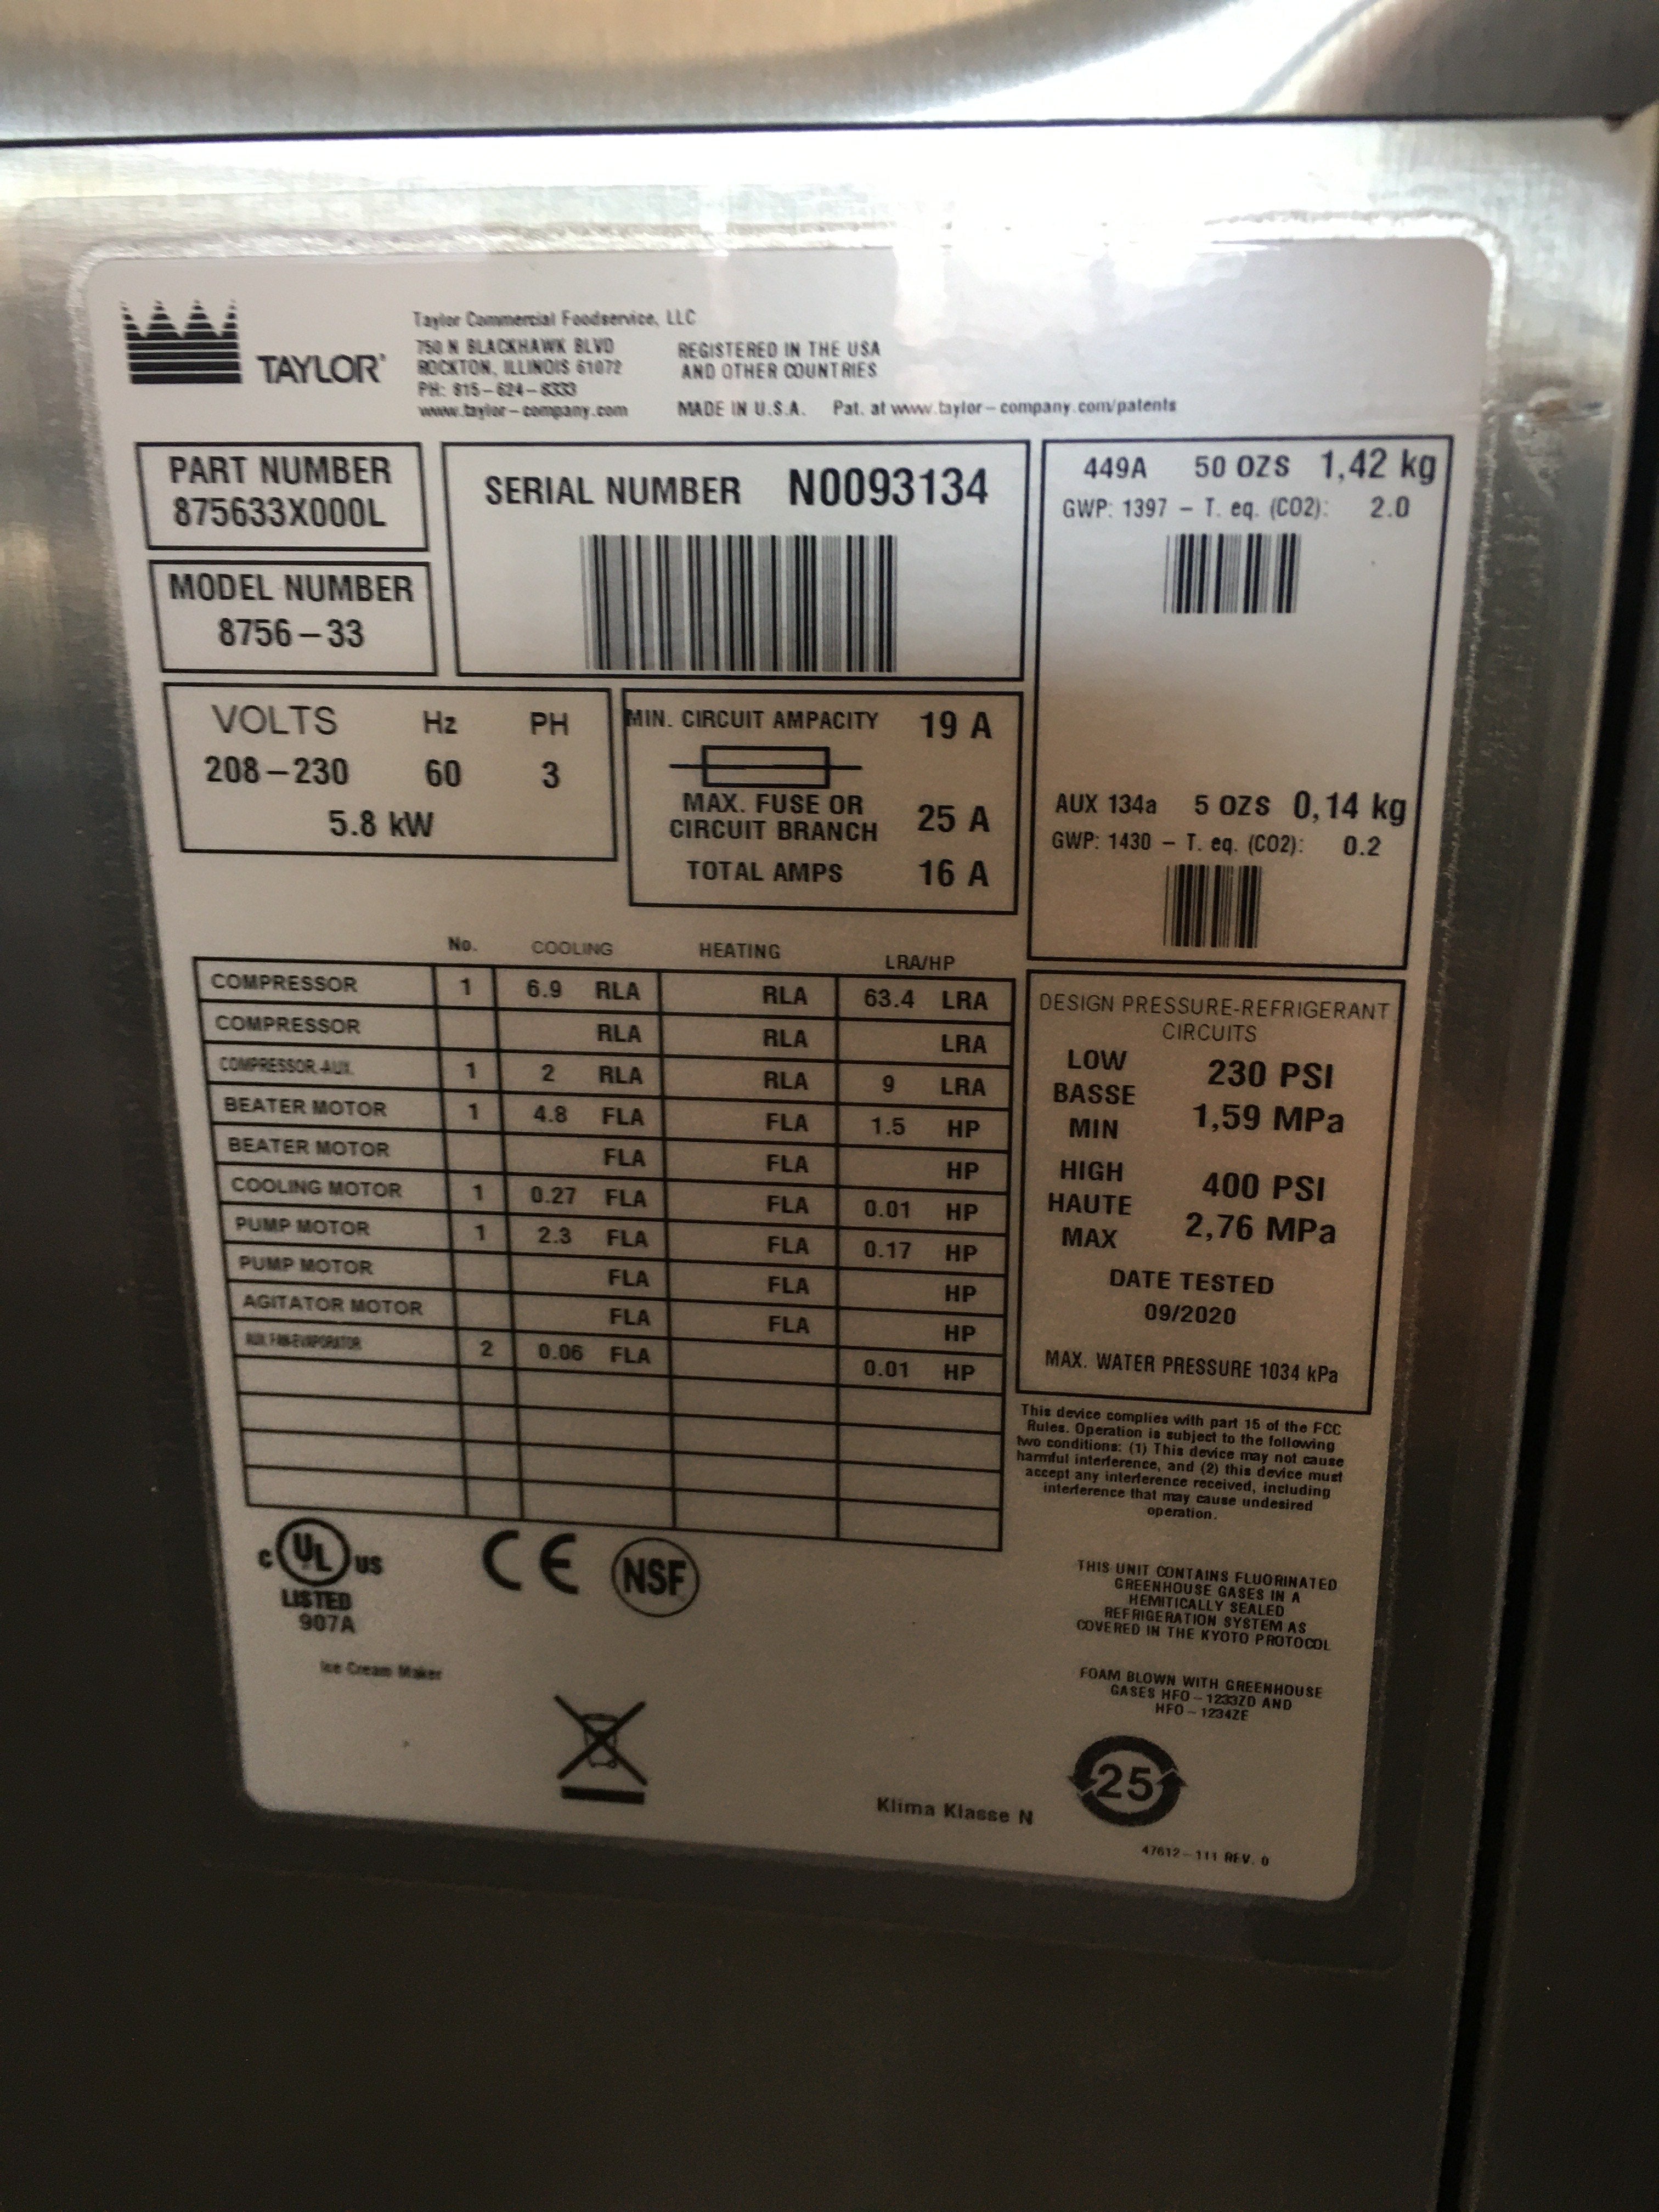 TAYLOR®
Taylor Commercial Foodservice, LLC
750 N BLACKHAWK BLVD
ROCKTON, ILLINOIS 61072
PH: 815-624-8333
www.taylor-company.com
REGISTERED IN THE USA
AND OTHER COUNTRIES
MADE IN U.S.A. Pat. at www.taylor-company.com/patents
PART NUMBER
875633X000L
MODEL NUMBER
8756-33
SERIAL NUMBER N0093134
449A 50 OZS 1,42 kg
GWP: 1397 - T. eq. (CO2): 2.0
AUX 134a 5 OZS 0,14 kg
GWP: 1430 - T. eq. (CO2): 0.2
VOLTS Hz PH
208-230 60 3
5.8 kW
MIN. CIRCUIT AMPACITY 19 A
MAX. FUSE OR
CIRCUIT BRANCH 25 A
TOTAL AMPS 16 A
No. COOLING HEATING LRA/HP
COMPRESSOR 1 6.9 RLA RLA 63.4 LRA
COMPRESSOR RLA RLA LRA
COMPRESSOR-AUX. 1 2 RLA RLA 9 LRA
BEATER MOTOR 1 4.8 FLA FLA 1.5 HP
BEATER MOTOR FLA FLA HP
COOLING MOTOR 1 0.27 FLA FLA 0.01 HP
PUMP MOTOR 1 2.3 FLA FLA 0.17 HP
PUMP MOTOR FLA FLA HP
AGITATOR MOTOR FLA FLA HP
AUX. FAN-EVAPORATOR 2 0.06 FLA 0.01 HP
DESIGN PRESSURE-REFRIGERANT
CIRCUITS
LOW
BASSE
MIN
230 PSI
1,59 MPa
HIGH
HAUTE
MAX
400 PSI
2,76 MPa
DATE TESTED
09/2020
MAX. WATER PRESSURE 1034 kPa
This device complies with part 15 of the FCC
Rules. Operation is subject to the following
two conditions: (1) This device may not cause
harmful interference, and (2) this device must
accept any interference received, including
interference that may cause undesired
operation.
C UL US
LISTED
907A
Ice Cream Maker
CE
NSF
THIS UNIT CONTAINS FLUORINATED
GREENHOUSE GASES IN A
HEMITICALLY SEALED
REFRIGERATION SYSTEM AS
COVERED IN THE KYOTO PROTOCOL
FOAM BLOWN WITH GREENHOUSE
GASES HFO-1233ZD AND
HFO-1234ZE
25
Klima Klasse N
47612-111 REV. 0